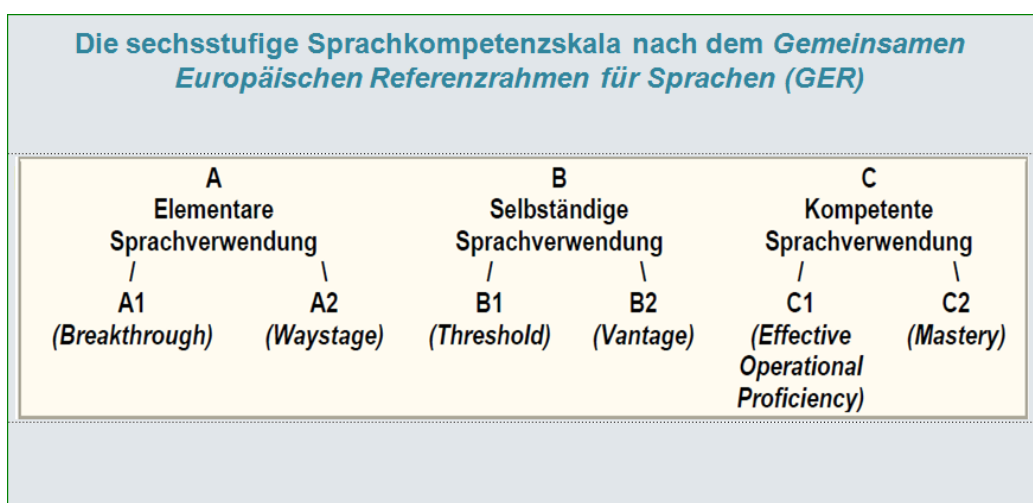 Die sechsstufige Sprachkompetenzskala nach dem Gemeinsamen
Europäischen Referenzrahmen für Sprachen (GER)
A B C
Elementare Selbständige Kompetente
Sprachverwendung Sprachverwendung Sprachverwendung
/ \ / \ / \
A1 A2 B1 B2 C1 C2
(Breakthrough) (Waystage) (Threshold) (Vantage) (Effective (Mastery)
Operational
Proficiency)